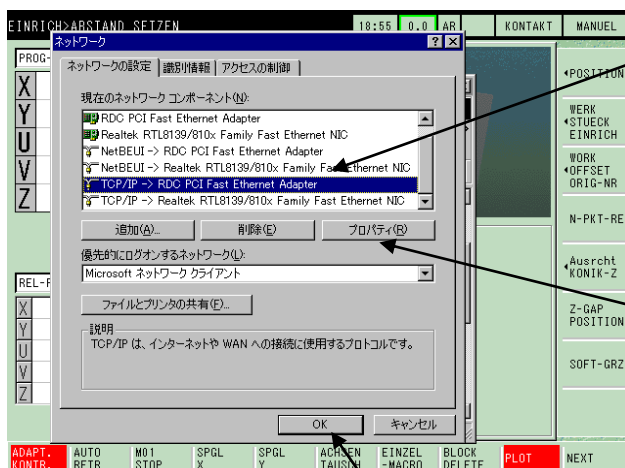 EINRICH>ABSTAND SETZEN
18:55 0.0 AR KONTAKT MANUEL
ネットワーク
ネットワークの設定 識別情報 アクセスの制御
現在のネットワーク コンポーネント(N):
RDC PCI Fast Ethernet Adapter
Realtek RTL8139/810x Family Fast Ethernet NIC
NetBEUI -> RDC PCI Fast Ethernet Adapter
NetBEUI -> Realtek RTL8139/810x Family Fast Ethernet NIC
TCP/IP -> RDC PCI Fast Ethernet Adapter
TCP/IP -> Realtek RTL8139/810x Family Fast Ethernet NIC
追加(A)... 削除(E) プロパティ(R)
優先的にログオンするネットワーク(L):
Microsoft ネットワーク クライアント
ファイルとプリンタの共有(F)...
説明
TCP/IP は、インターネットや WAN への接続に使用するプロトコルです。
OK キャンセル
PROG-
X
Y
U
V
Z
REL-F
X
Y
U
V
Z
POSITION
WERK
STUECK
EINRICH
WORK
OFFSET
ORIG-NR
N-PKT-RE
Ausrcht
KONIK-Z
Z-GAP
POSITION
SOFT-GRZ
ADAPT.
KONTR.
AUTO
RETR
M01
STOP
SPGL
X
SPGL
Y
ACHSEN
TAUSCH
EINZEL
-MACRO
BLOCK
DELETE
PLOT
NEXT